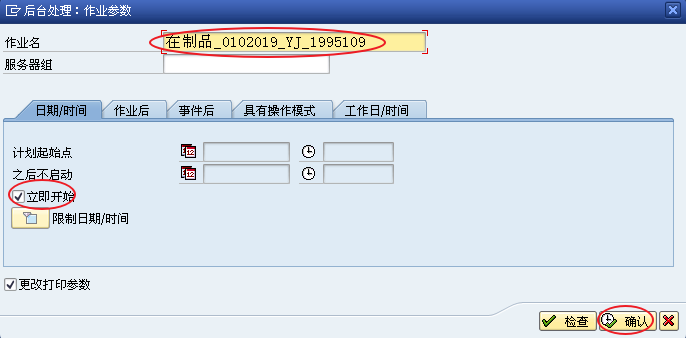 后台处理：作业参数
作业名 在制品_0102019_YJ_1995109
服务器组
日期/时间 作业后 事件后 具有操作模式 工作日/时间
计划起始点
之后不启动
立即开始
限制日期/时间
更改打印参数
检查 确认